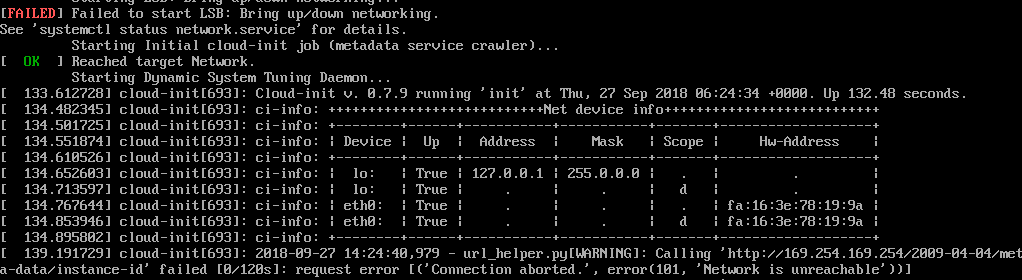 Starting LSB: Bring up/down networking...
[FAILED] Failed to start LSB: Bring up/down networking.
See 'systemctl status network.service' for details.
Starting Initial cloud-init job (metadata service crawler)...
[  OK  ] Reached target Network.
Starting Dynamic System Tuning Daemon...
[  133.612728] cloud-init[693]: Cloud-init v. 0.7.9 running 'init' at Thu, 27 Sep 2018 06:24:34 +0000. Up 132.48 seconds.
[  134.482345] cloud-init[693]: ci-info: +++++++++++++++++++++++++++Net device info+++++++++++++++++++++++++++
[  134.501725] cloud-init[693]: ci-info: +--------+------+-----------+-----------+-------+-------------------+
[  134.551874] cloud-init[693]: ci-info: | Device |  Up  |  Address  |    Mask   | Scope |     Hw-Address    |
[  134.610526] cloud-init[693]: ci-info: +--------+------+-----------+-----------+-------+-------------------+
[  134.652603] cloud-init[693]: ci-info: |  lo:   | True | 127.0.0.1 | 255.0.0.0 |   .   |         .         |
[  134.713597] cloud-init[693]: ci-info: |  lo:   | True |     .     |     .     |   d   |         .         |
[  134.767644] cloud-init[693]: ci-info: | eth0:  | True |     .     |     .     |   .   | fa:16:3e:78:19:9a |
[  134.853946] cloud-init[693]: ci-info: | eth0:  | True |     .     |     .     |   d   | fa:16:3e:78:19:9a |
[  134.895802] cloud-init[693]: ci-info: +--------+------+-----------+-----------+-------+-------------------+
[  139.191729] cloud-init[693]: 2018-09-27 14:24:40,979 - url_helper.py[WARNING]: Calling 'http://169.254.169.254/2009-04-04/met
a-data/instance-id' failed [0/120s]: request error [('Connection aborted.', error(101, 'Network is unreachable'))]